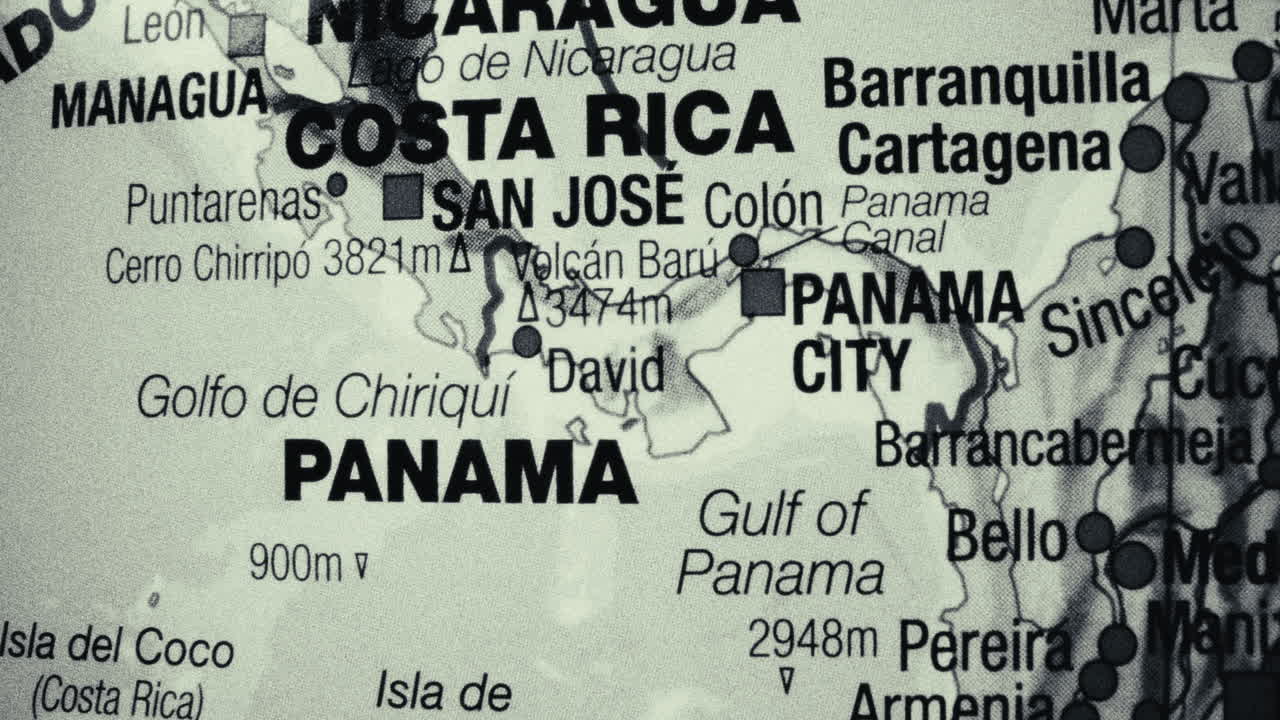 León
NICARAGUA
Marta
Lago de Nicaragua
MANAGUA
Barranquilla
COSTA RICA
Cartagena
Puntarenas
SAN JOSÉ
Colón
Panama
Canal
Cerro Chirripó 3821m
Volcán Barú
3474m
PANAMA
CITY
Sincelejo
David
Golfo de Chiriquí
Barrancabermeja
PANAMA
Gulf of
Panama
Bello
900m
2948m
Pereira
Isla del Coco
(Costa Rica)
Isla de
Armenia